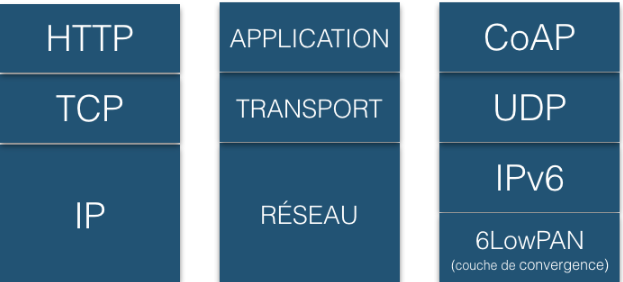 HTTP
TCP
IP
APPLICATION
TRANSPORT
RÉSEAU
CoAP
UDP
IPv6
6LowPAN
(couche de convergence)